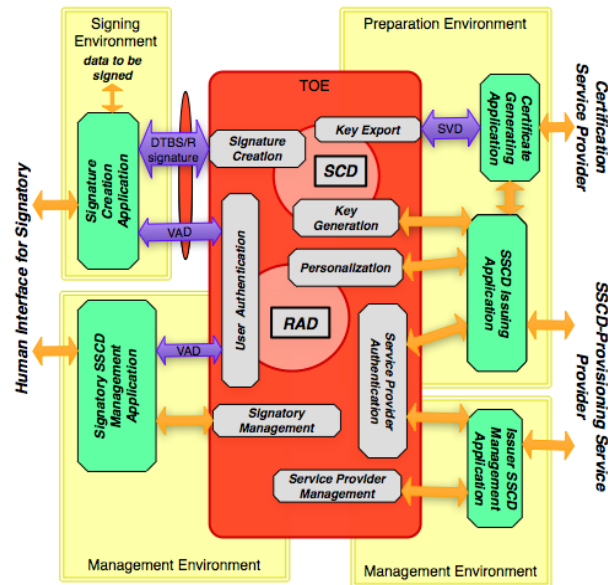 Signing
Environment
data to be
signed
Preparation Environment
TOE
Certification
Service Provider
Certificate
Generating
Application
SVD
Key Export
DTBS/R
signature
Signature
Creation
SCD
Signature
Creation
Application
Human Interface for Signatory
VAD
Key
Generation
User Authentication
Personalization
SSCD Issuing
Application
RAD
SSCD-Provisioning Service
Provider
Service Provider
Authentication
VAD
Signatory SSCD
Management
Application
Signatory
Management
Issuer SSCD
Management
Application
Service Provider
Management
Management Environment
Management Environment